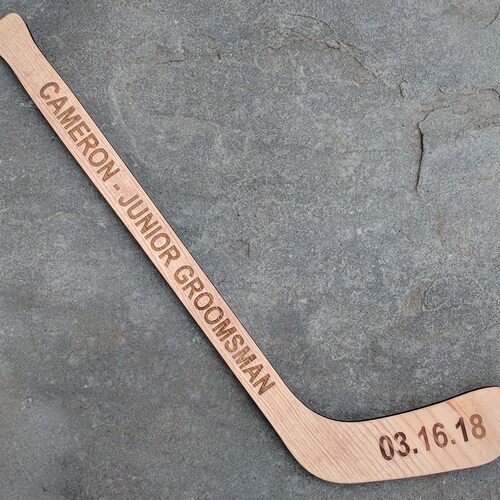 CAMERON - JUNIOR GROOMSMAN
03.16.18